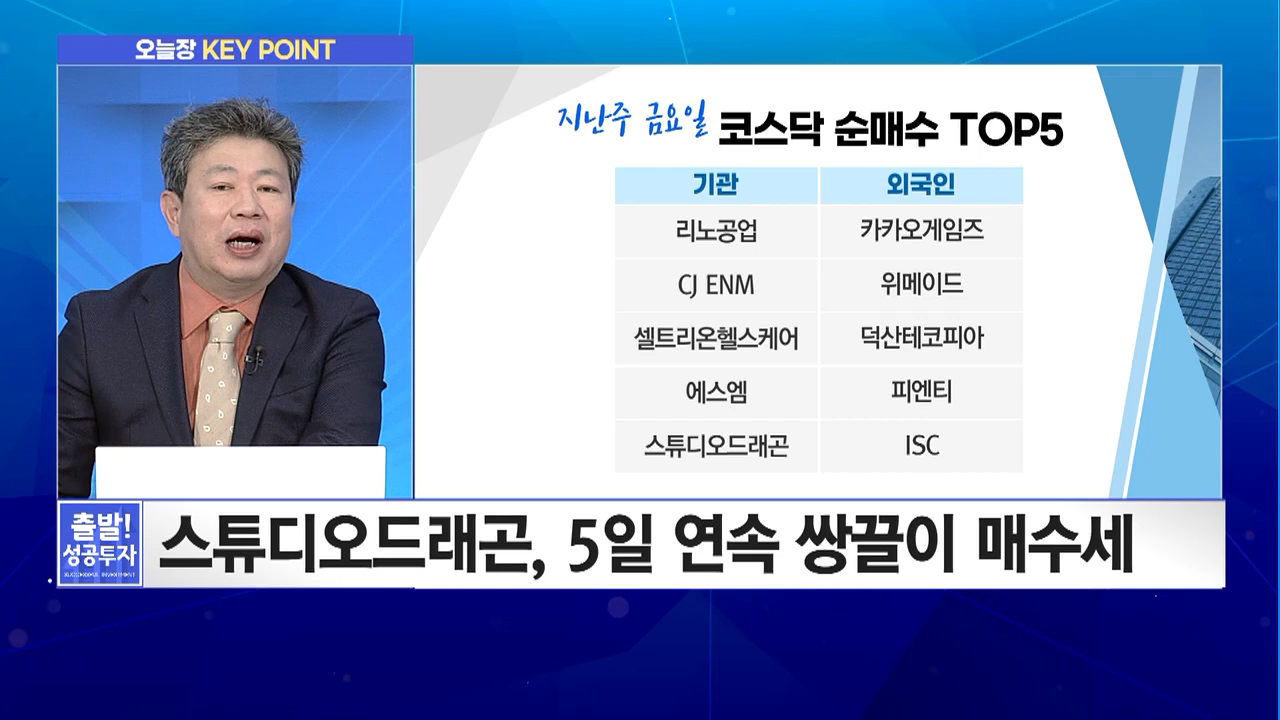 오늘장 KEY POINT
지난주 금요일 코스닥 순매수 TOP5
기관 외국인
리노공업 카카오게임즈
CJ ENM 위메이드
셀트리온헬스케어 덕산테코피아
에스엠 피엔티
스튜디오드래곤 ISC
출발!
성공투자
스튜디오드래곤, 5일 연속 쌍끌이 매수세